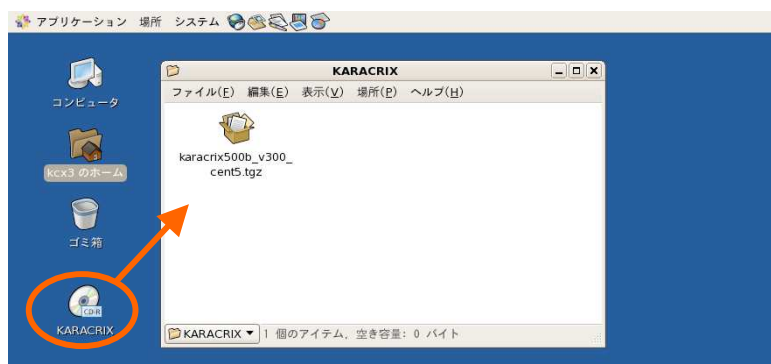 アプリケーション 場所 システム
コンピュータ
kcx3 のホーム
ゴミ箱
CD-R
KARACRIX
KARACRIX
ファイル(F) 編集(E) 表示(V) 場所(P) ヘルプ(H)
karacrix500b_v300_
cent5.tgz
KARACRIX 1 個のアイテム, 空き容量: 0 バイト